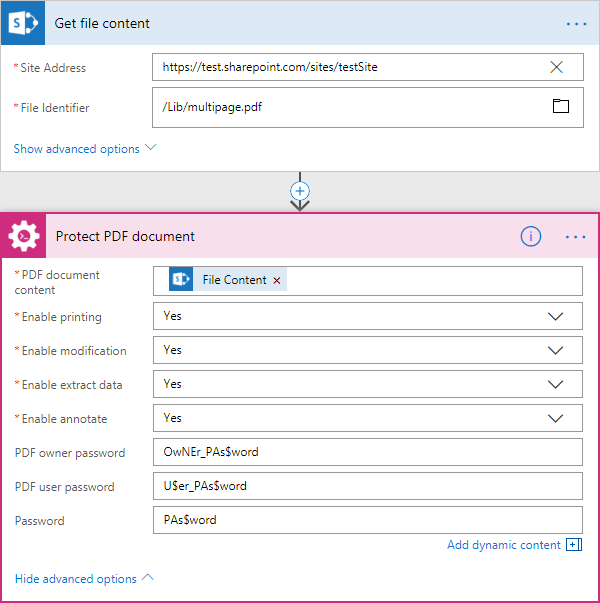 Get file content
* Site Address
https://test.sharepoint.com/sites/testSite
* File Identifier
/Lib/multipage.pdf
Show advanced options
Protect PDF document
* PDF document
content
File Content
* Enable printing
Yes
* Enable modification
Yes
* Enable extract data
Yes
* Enable annotate
Yes
PDF owner password
OwNEr_PAs$word
PDF user password
U$er_PAs$word
Password
PAs$word
Add dynamic content
Hide advanced options